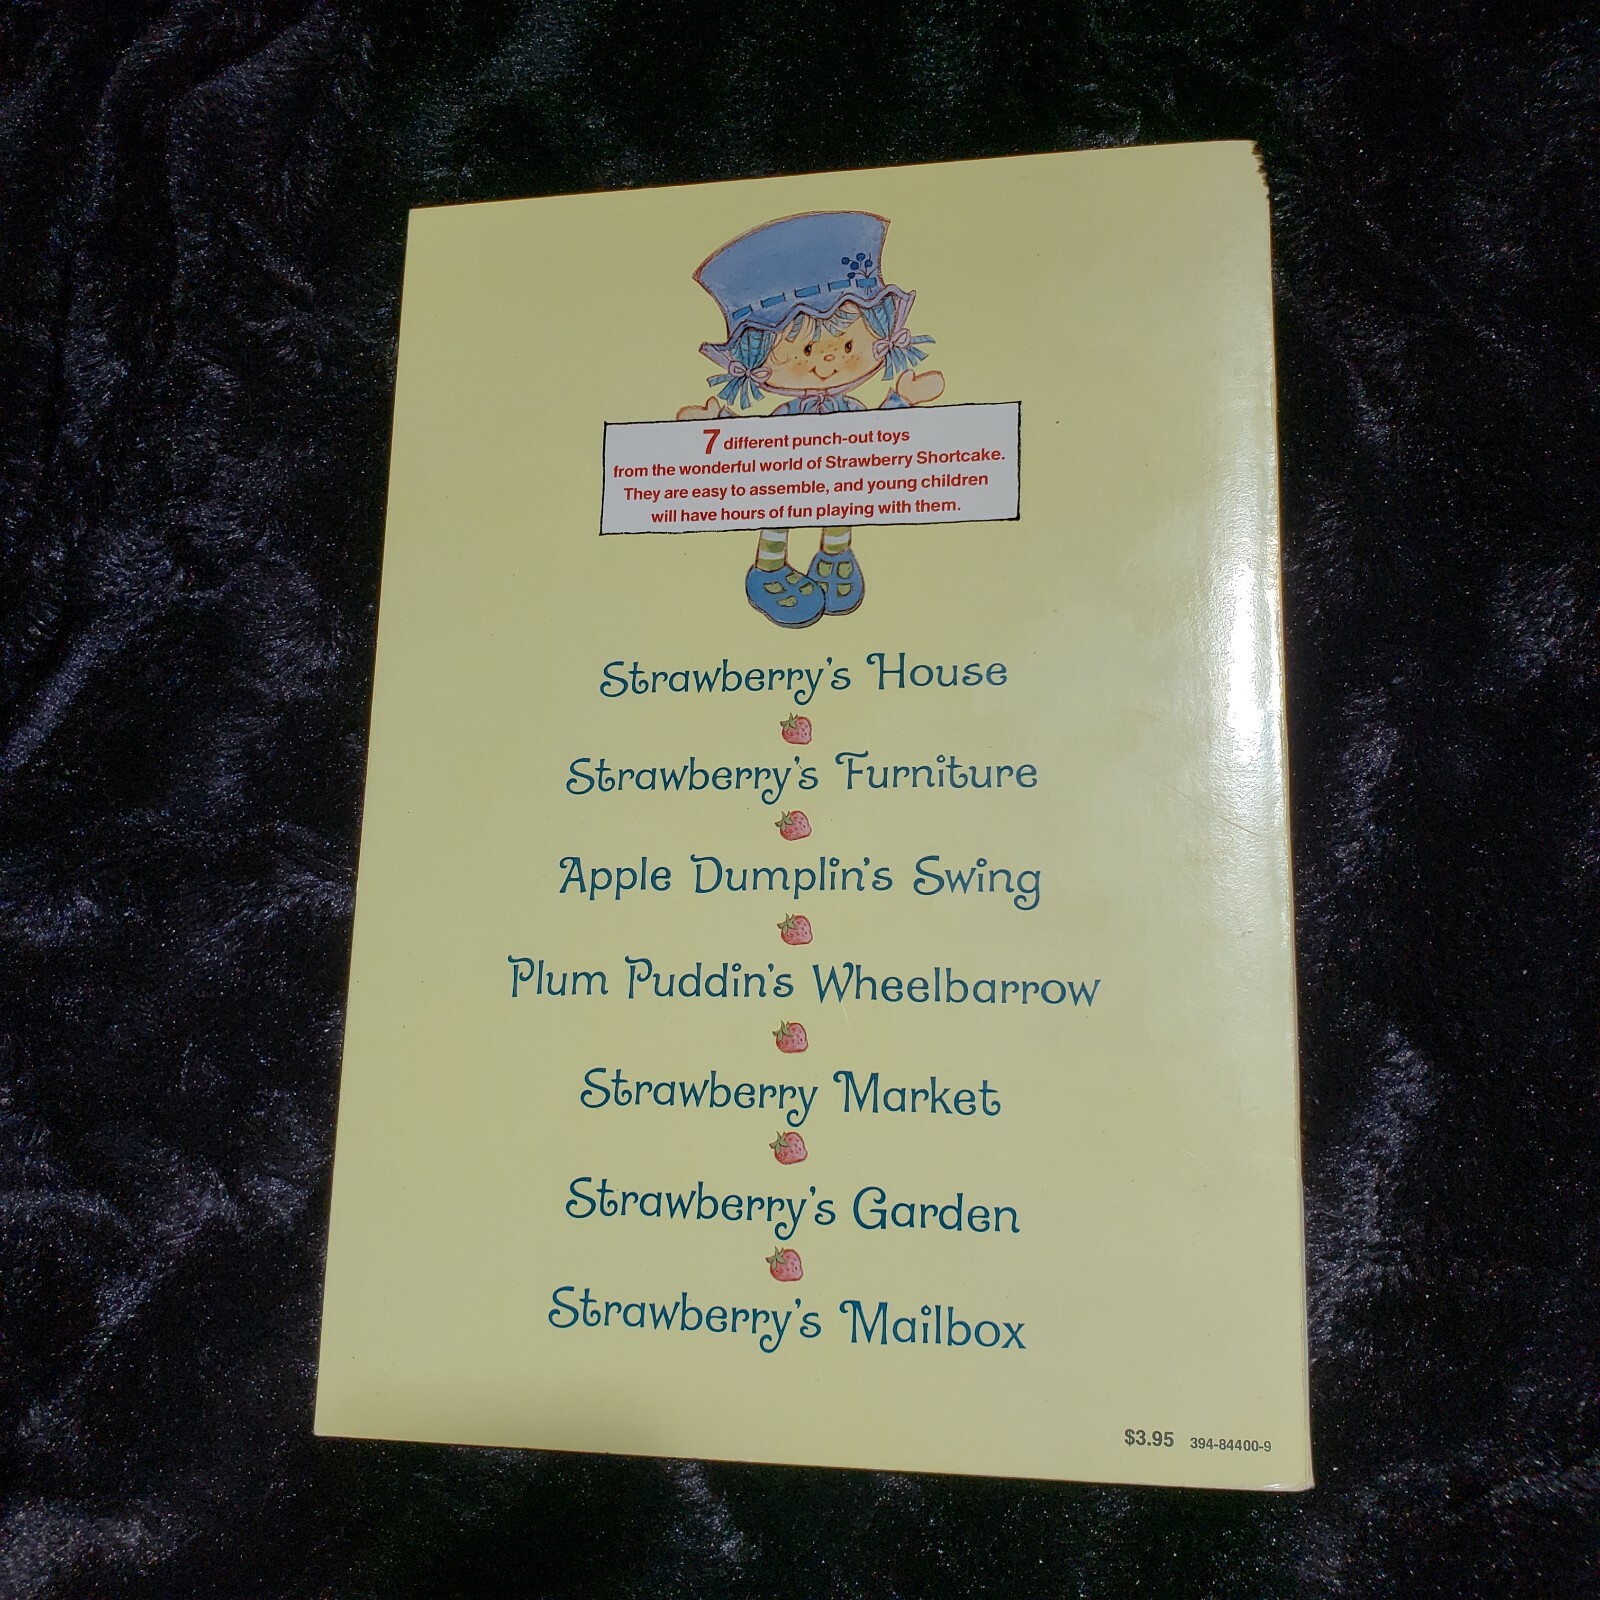 7 different punch-out toys
from the wonderful world of Strawberry Shortcake.
They are easy to assemble, and young children
will have hours of fun playing with them.
Strawberry's House
Strawberry's Furniture
Apple Dumplin's Swing
Plum Puddin's Wheelbarrow
Strawberry Market
Strawberry's Garden
Strawberry's Mailbox
$3.95 394-84400-9